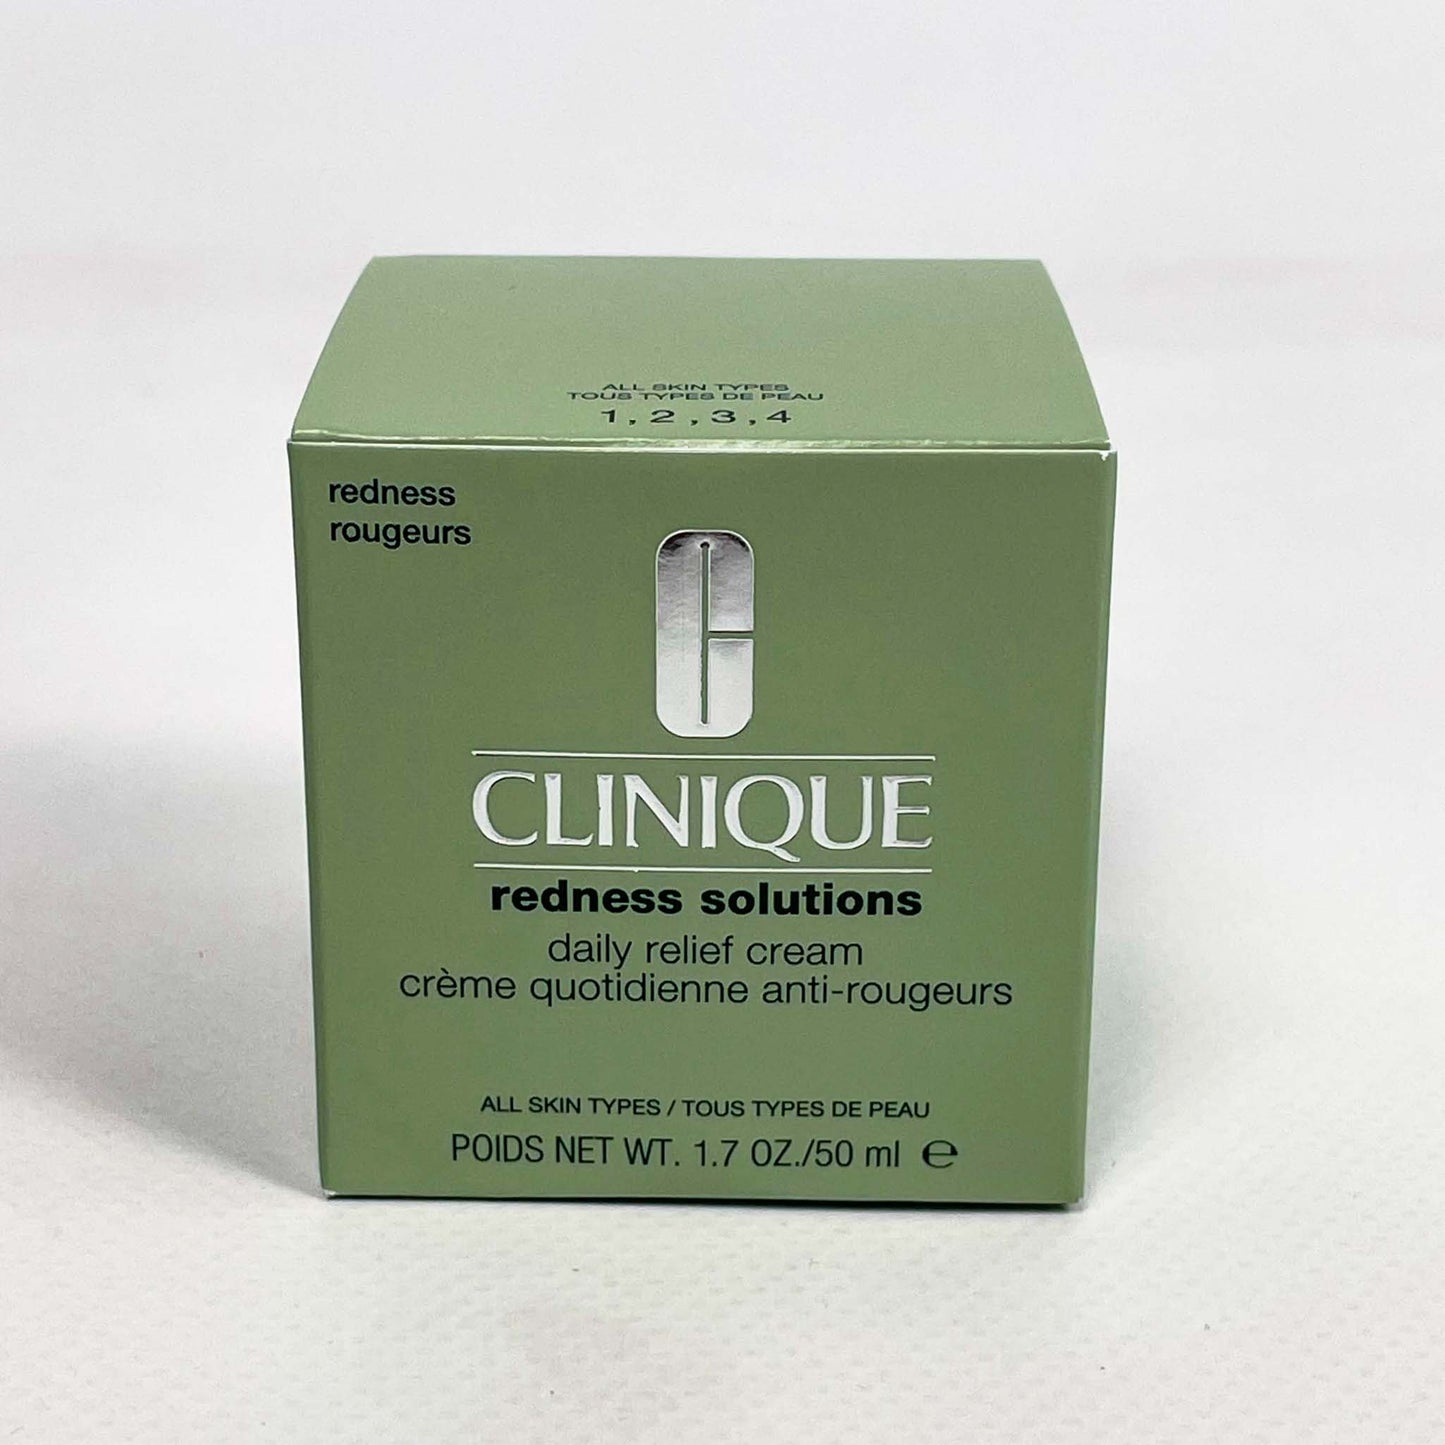 ALL SKIN TYPES
TOUS TYPES DE PEAU
1, 2, 3, 4
redness
rougeurs
C
CLINIQUE
redness solutions
daily relief cream
crème quotidienne anti-rougeurs
ALL SKIN TYPES / TOUS TYPES DE PEAU
POIDS NET WT. 1.7 OZ./50 ml ℮